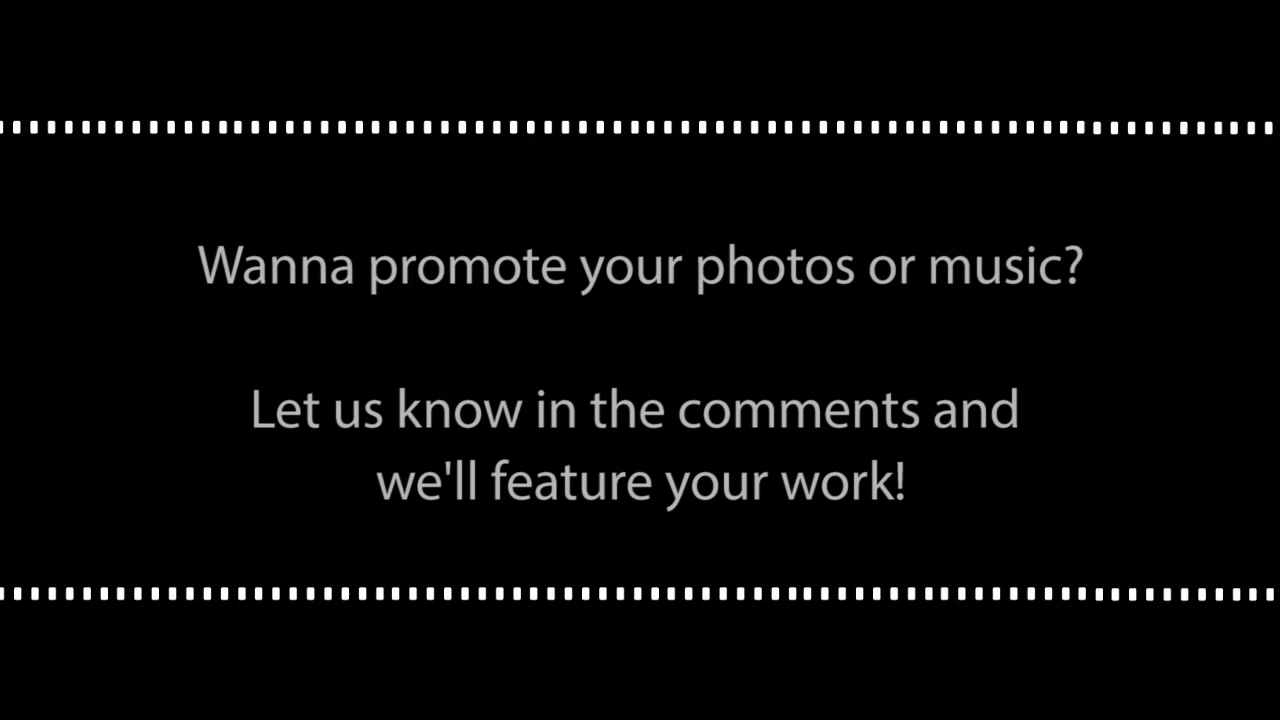 Wanna promote your photos or music?
Let us know in the comments and
we'll feature your work!